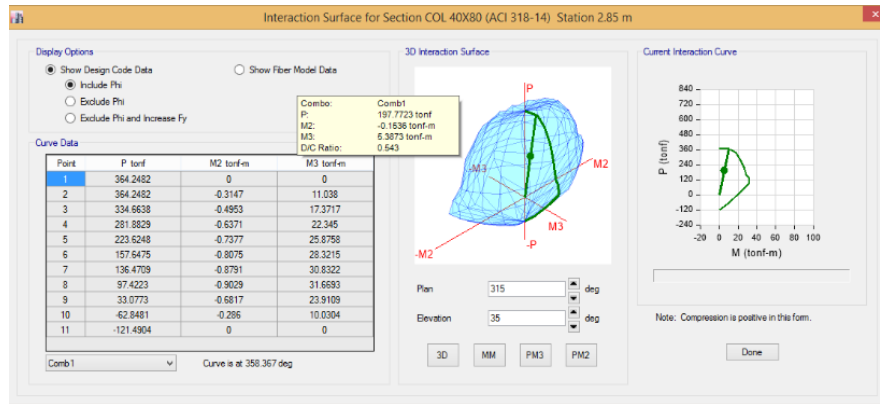 Interaction Surface for Section COL 40X80 (ACI 318-14) Station 2.85 m
Display Options
Show Design Code Data
Show Fiber Model Data
Include Phi
Exclude Phi
Exclude Phi and Increase Fy
Combo: Comb1
P: 197.7723 tonf
M2: -0.1536 tonf-m
M3: 5.3873 tonf-m
D/C Ratio: 0.543
Curve Data
Point P tonf M2 tonf-m M3 tonf-m
1 364.2482 0 0
2 364.2482 -0.3147 11.038
3 334.6638 -0.4953 17.3717
4 281.8829 -0.6371 22.345
5 223.6248 -0.7377 25.8758
6 157.6475 -0.8075 28.3215
7 136.4709 -0.8791 30.8322
8 97.4223 -0.9029 31.6693
9 33.0773 -0.6817 23.9109
10 -62.8481 -0.286 10.0304
11 -121.4904 0 0
Comb1
Curve is at 358.367 deg
3D Interaction Surface
P
-M3
M2
M3
-P
-M2
Plan 315 deg
Elevation 35 deg
3D MM PM3 PM2
Current Interaction Curve
P (tonf)
840
720
600
480
360
240
120
0
-120
-240
-20 0 20 40 60 80 100
M (tonf-m)
Note: Compression is positive in this form.
Done